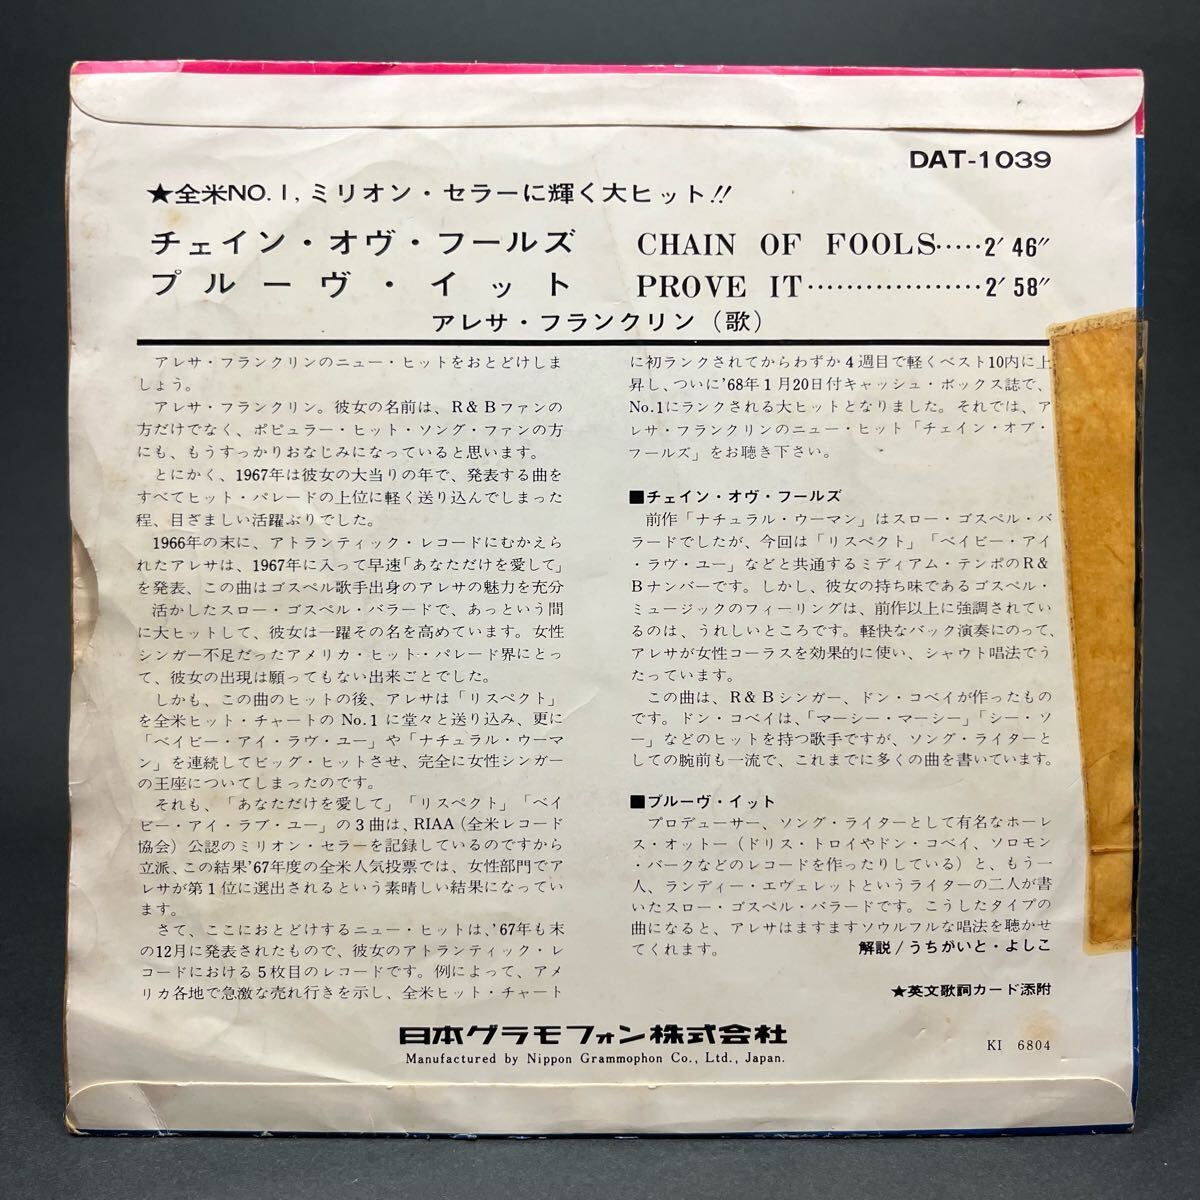 DAT-1039
★全米NO.1,ミリオン・セラーに輝く大ヒット!!
チェイン・オヴ・フールズ CHAIN OF FOOLS·····2′46″
プルーヴ・イット PROVE IT··················2′58″
アレサ・フランクリン(歌)
アレサ・フランクリンのニュー・ヒットをおとどけしま
しょう。
アレサ・フランクリン。彼女の名前は、R&Bファンの
方だけでなく、ポピュラー・ヒット・ソング・ファンの方
にも、もうすっかりおなじみになっていると思います。
とにかく、1967年は彼女の大当りの年で、発表する曲を
すべてヒット・パレードの上位に軽く送り込んでしまった
程、目ざましい活躍ぶりでした。
1966年の末に、アトランティック・レコードにむかえら
れたアレサは、1967年に入って早速「あなただけを愛して」
を発表、この曲はゴスペル歌手出身のアレサの魅力を充分
活かしたスロー・ゴスペル・バラードで、あっという間
に大ヒットして、彼女は一躍その名を高めています。女性
シンガー不足だったアメリカ・ヒット・パレード界にとっ
て、彼女の出現は願ってもない出来ごとでした。
しかも、この曲のヒットの後、アレサは「リスペクト」
を全米ヒット・チャートの No.1 に堂々と送り込み、更に
「ベイビー・アイ・ラヴ・ユー」や「ナチュラル・ウーマ
ン」を連続してビッグ・ヒットさせ、完全に女性シンガー
の王座についてしまったのです。
それも、「あなただけを愛して」「リスペクト」「ベイ
ビー・アイ・ラブ・ユー」の3曲は、RIAA(全米レコード
協会)公認のミリオン・セラーを記録しているのですから
立派、この結果'67年度の全米人気投票では、女性部門でア
レサが第1位に選出されるという素晴しい結果になってい
ます。
さて、ここにおとどけするニュー・ヒットは、'67年も末
の12月に発表されたもので、彼女のアトランティック・レ
コードにおける5枚目のレコードです。例によって、アメ
リカ各地で急激な売れ行きを示し、全米ヒット・チャート
に初ランクされてからわずか4週目で軽くベスト10内に上
昇し、ついに'68年1月20日付キャッシュ・ボックス誌で、
No.1にランクされる大ヒットとなりました。それでは、ア
レサ・フランクリンのニュー・ヒット「チェイン・オブ・
フールズ」をお聴き下さい。
■チェイン・オヴ・フールズ
前作「ナチュラル・ウーマン」はスロー・ゴスペル・バ
ラードでしたが、今回は「リスペクト」「ベイビー・アイ
・ラヴ・ユー」などと共通するミディアム・テンポのR&
Bナンバーです。しかし、彼女の持ち味であるゴスペル・
ミュージックのフィーリングは、前作以上に強調されてい
るのは、うれしいところです。軽快なバック演奏にのって、
アレサが女性コーラスを効果的に使い、シャウト唱法でう
たっています。
この曲は、R&Bシンガー、ドン・コベイが作ったもの
です。ドン・コベイは、「マーシー・マーシー」「シー・ソ
ー」などのヒットを持つ歌手ですが、ソング・ライターと
しての腕前も一流で、これまでに多くの曲を書いています。
■プルーヴ・イット
プロデューサー、ソング・ライターとして有名なホーレ
ス・オットー(ドリス・トロイやドン・コベイ、ソロモン
・バークなどのレコードを作ったりしている)と、もう一
人、ランディー・エヴェレットというライターの二人が書
いたスロー・ゴスペル・バラードです。こうしたタイプの
曲になると、アレサはますますソウルフルな唱法を聴かせ
てくれます。 解説/うちがいと・よしこ
★英文歌詞カード添附
日本グラモフォン株式会社
Manufactured by Nippon Grammophon Co., Ltd., Japan.
KI 6804